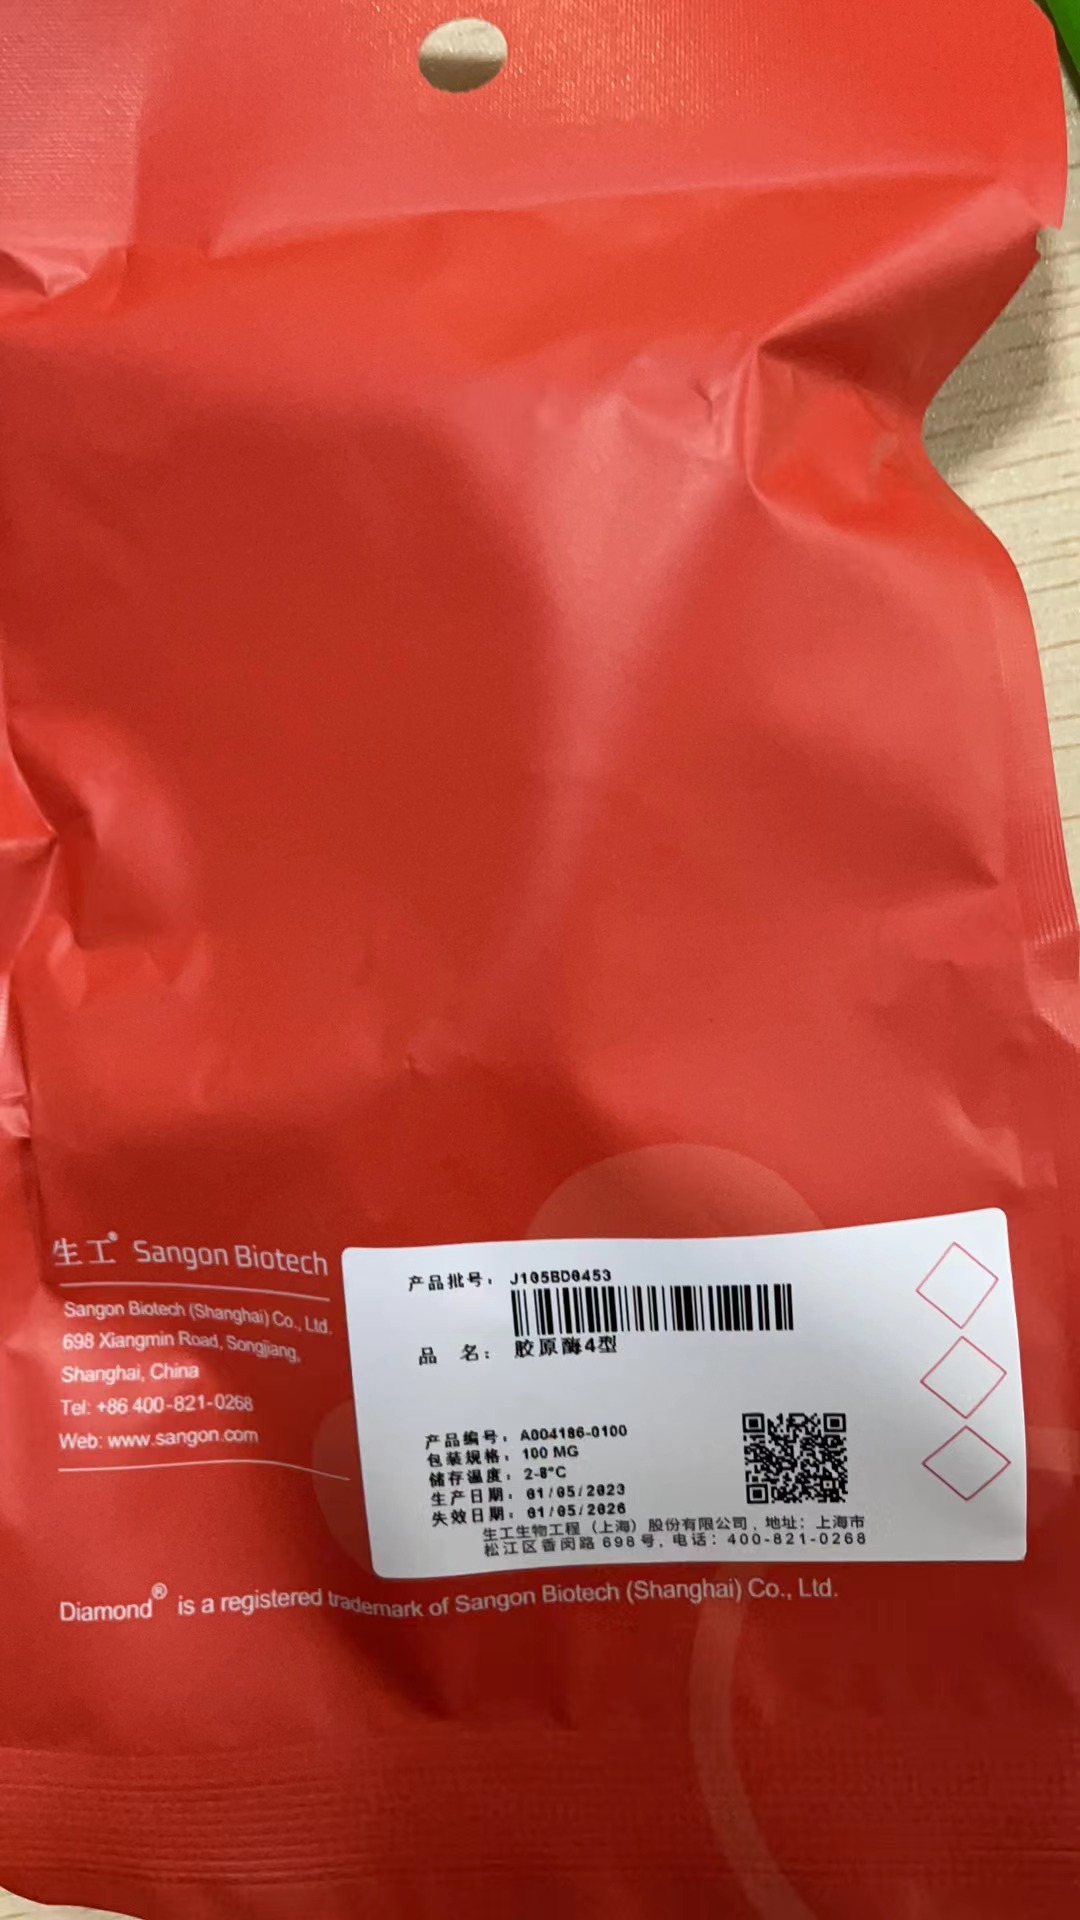 生工® Sangon Biotech
Sangon Biotech (Shanghai) Co., Ltd.
698 Xiangmin Road, Songjiang,
Shanghai, China
Tel: +86 400-821-0268
Web: www.sangon.com
产品批号: J105BD0453
品 名: 胶原酶4型
产品编号: A004186-0100
包装规格: 100 MG
储存温度: 2-8°C
生产日期: 01/05/2023
失效日期: 01/05/2026
生工生物工程（上海）股份有限公司, 地址: 上海市
松江区香闵路698号, 电话: 400-821-0268
Diamond® is a registered trademark of Sangon Biotech (Shanghai) Co., Ltd.